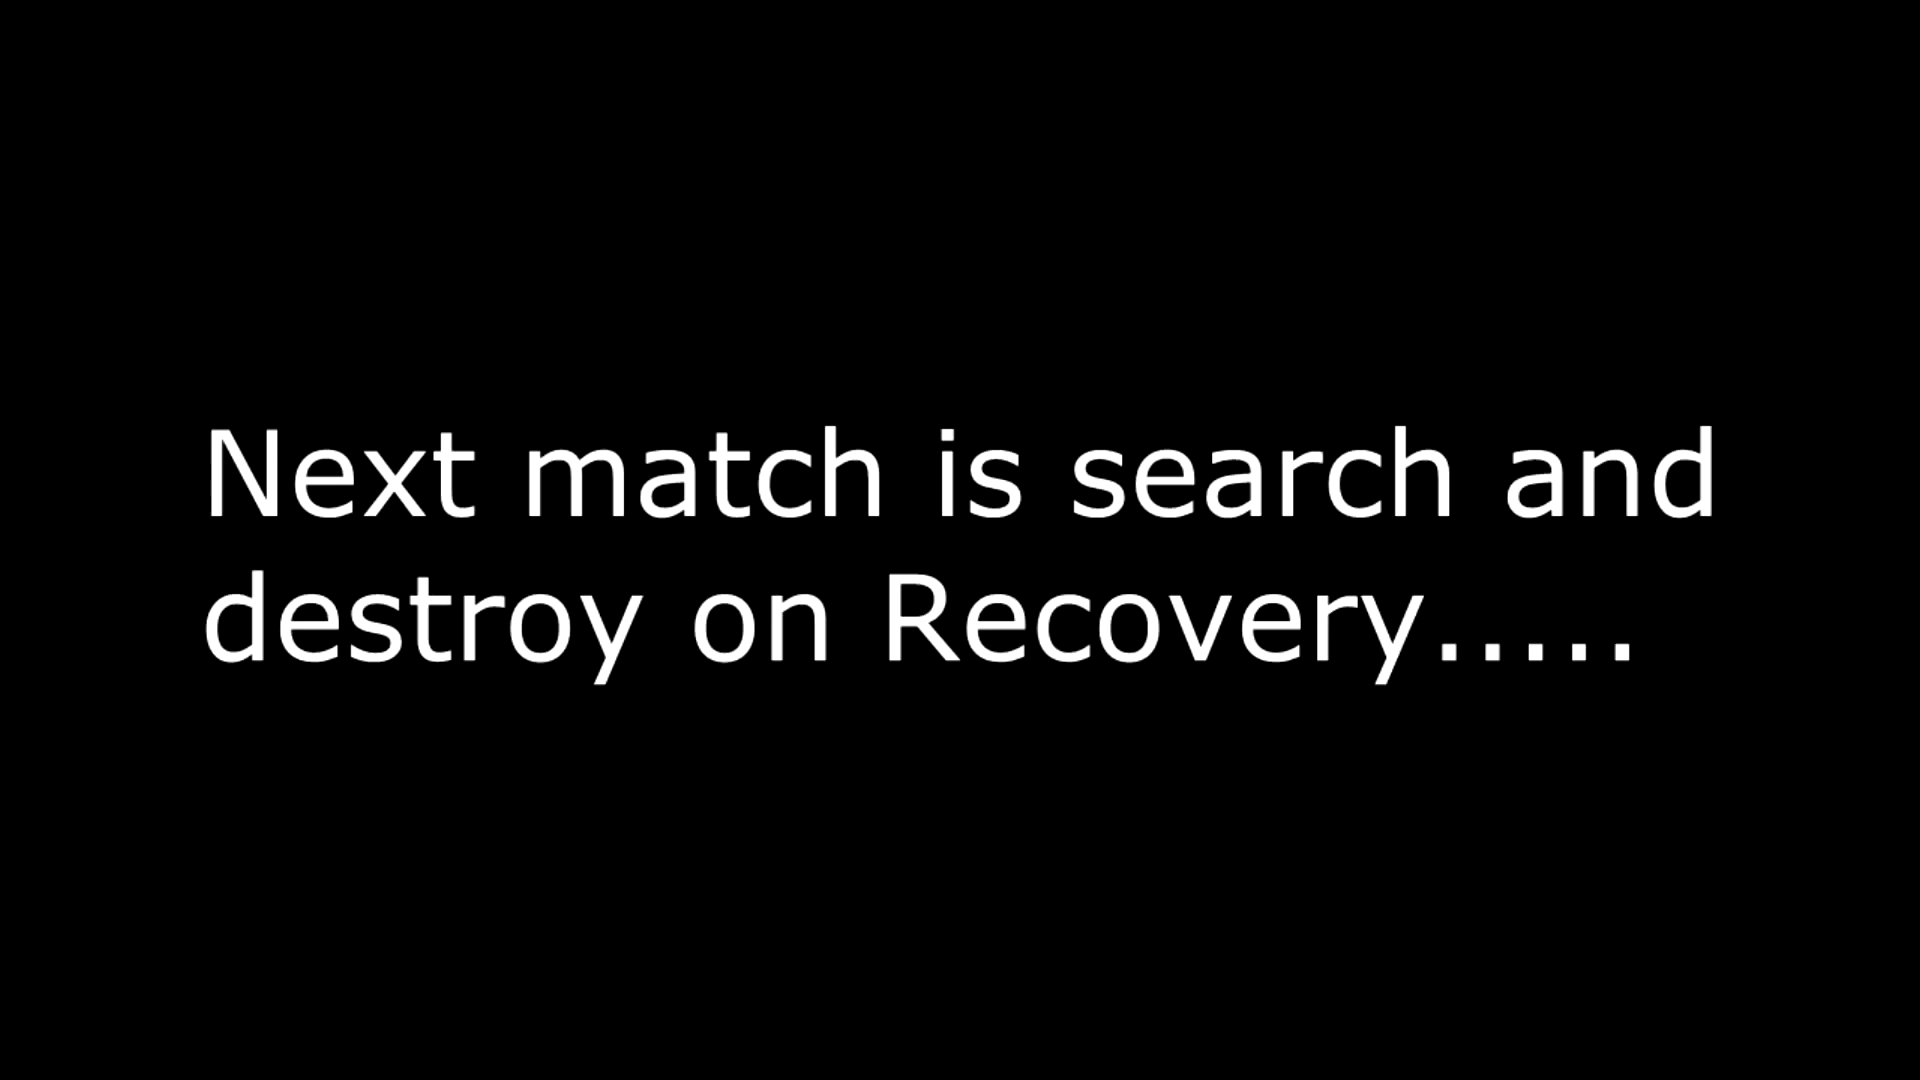 Next match is search and
destroy on Recovery.....